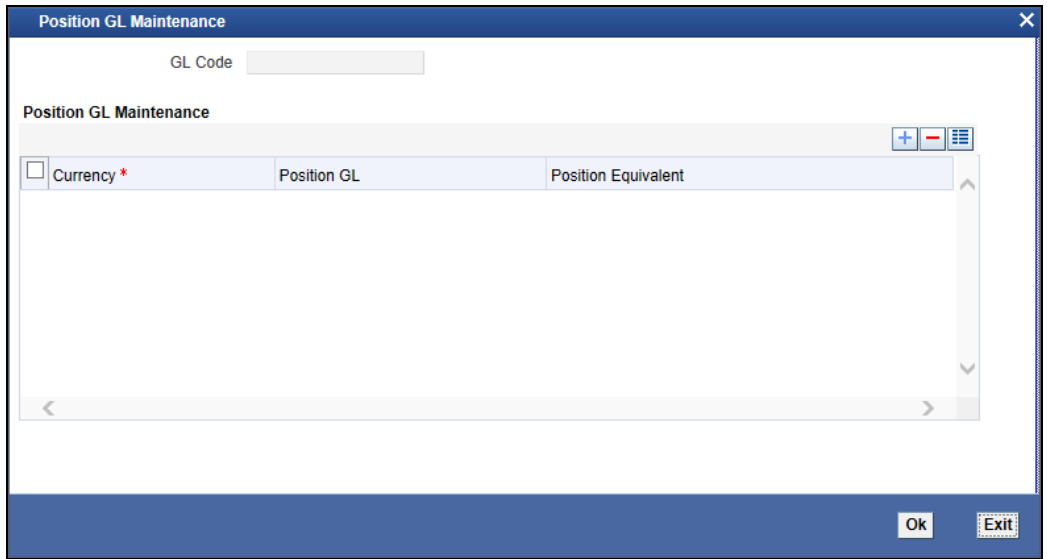 Position GL Maintenance
GL Code
Position GL Maintenance
Currency * Position GL Position Equivalent
Ok Exit